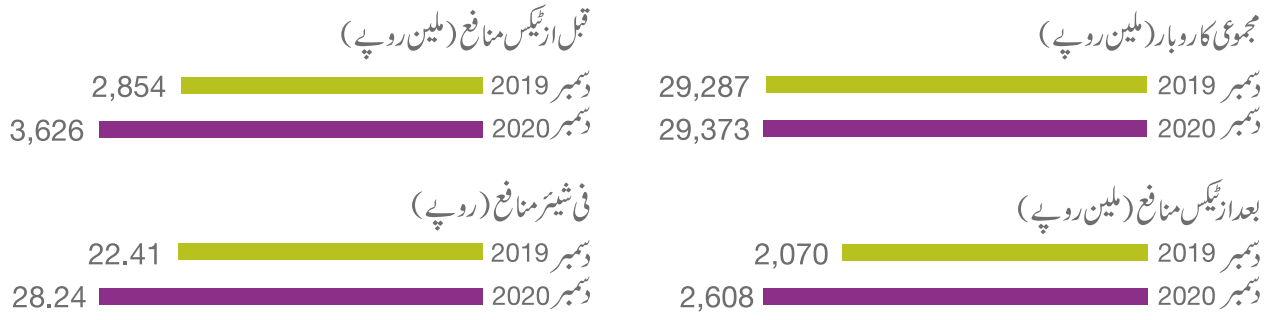 مجموعی کاروبار (ملین روپے)
دسمبر 2019 29,287
دسمبر 2020 29,373
قبل از ٹیکس منافع (ملین روپے)
دسمبر 2019 2,854
دسمبر 2020 3,626
بعد از ٹیکس منافع (ملین روپے)
دسمبر 2019 2,070
دسمبر 2020 2,608
فی شیئر منافع (روپے)
دسمبر 2019 22.41
دسمبر 2020 28.24